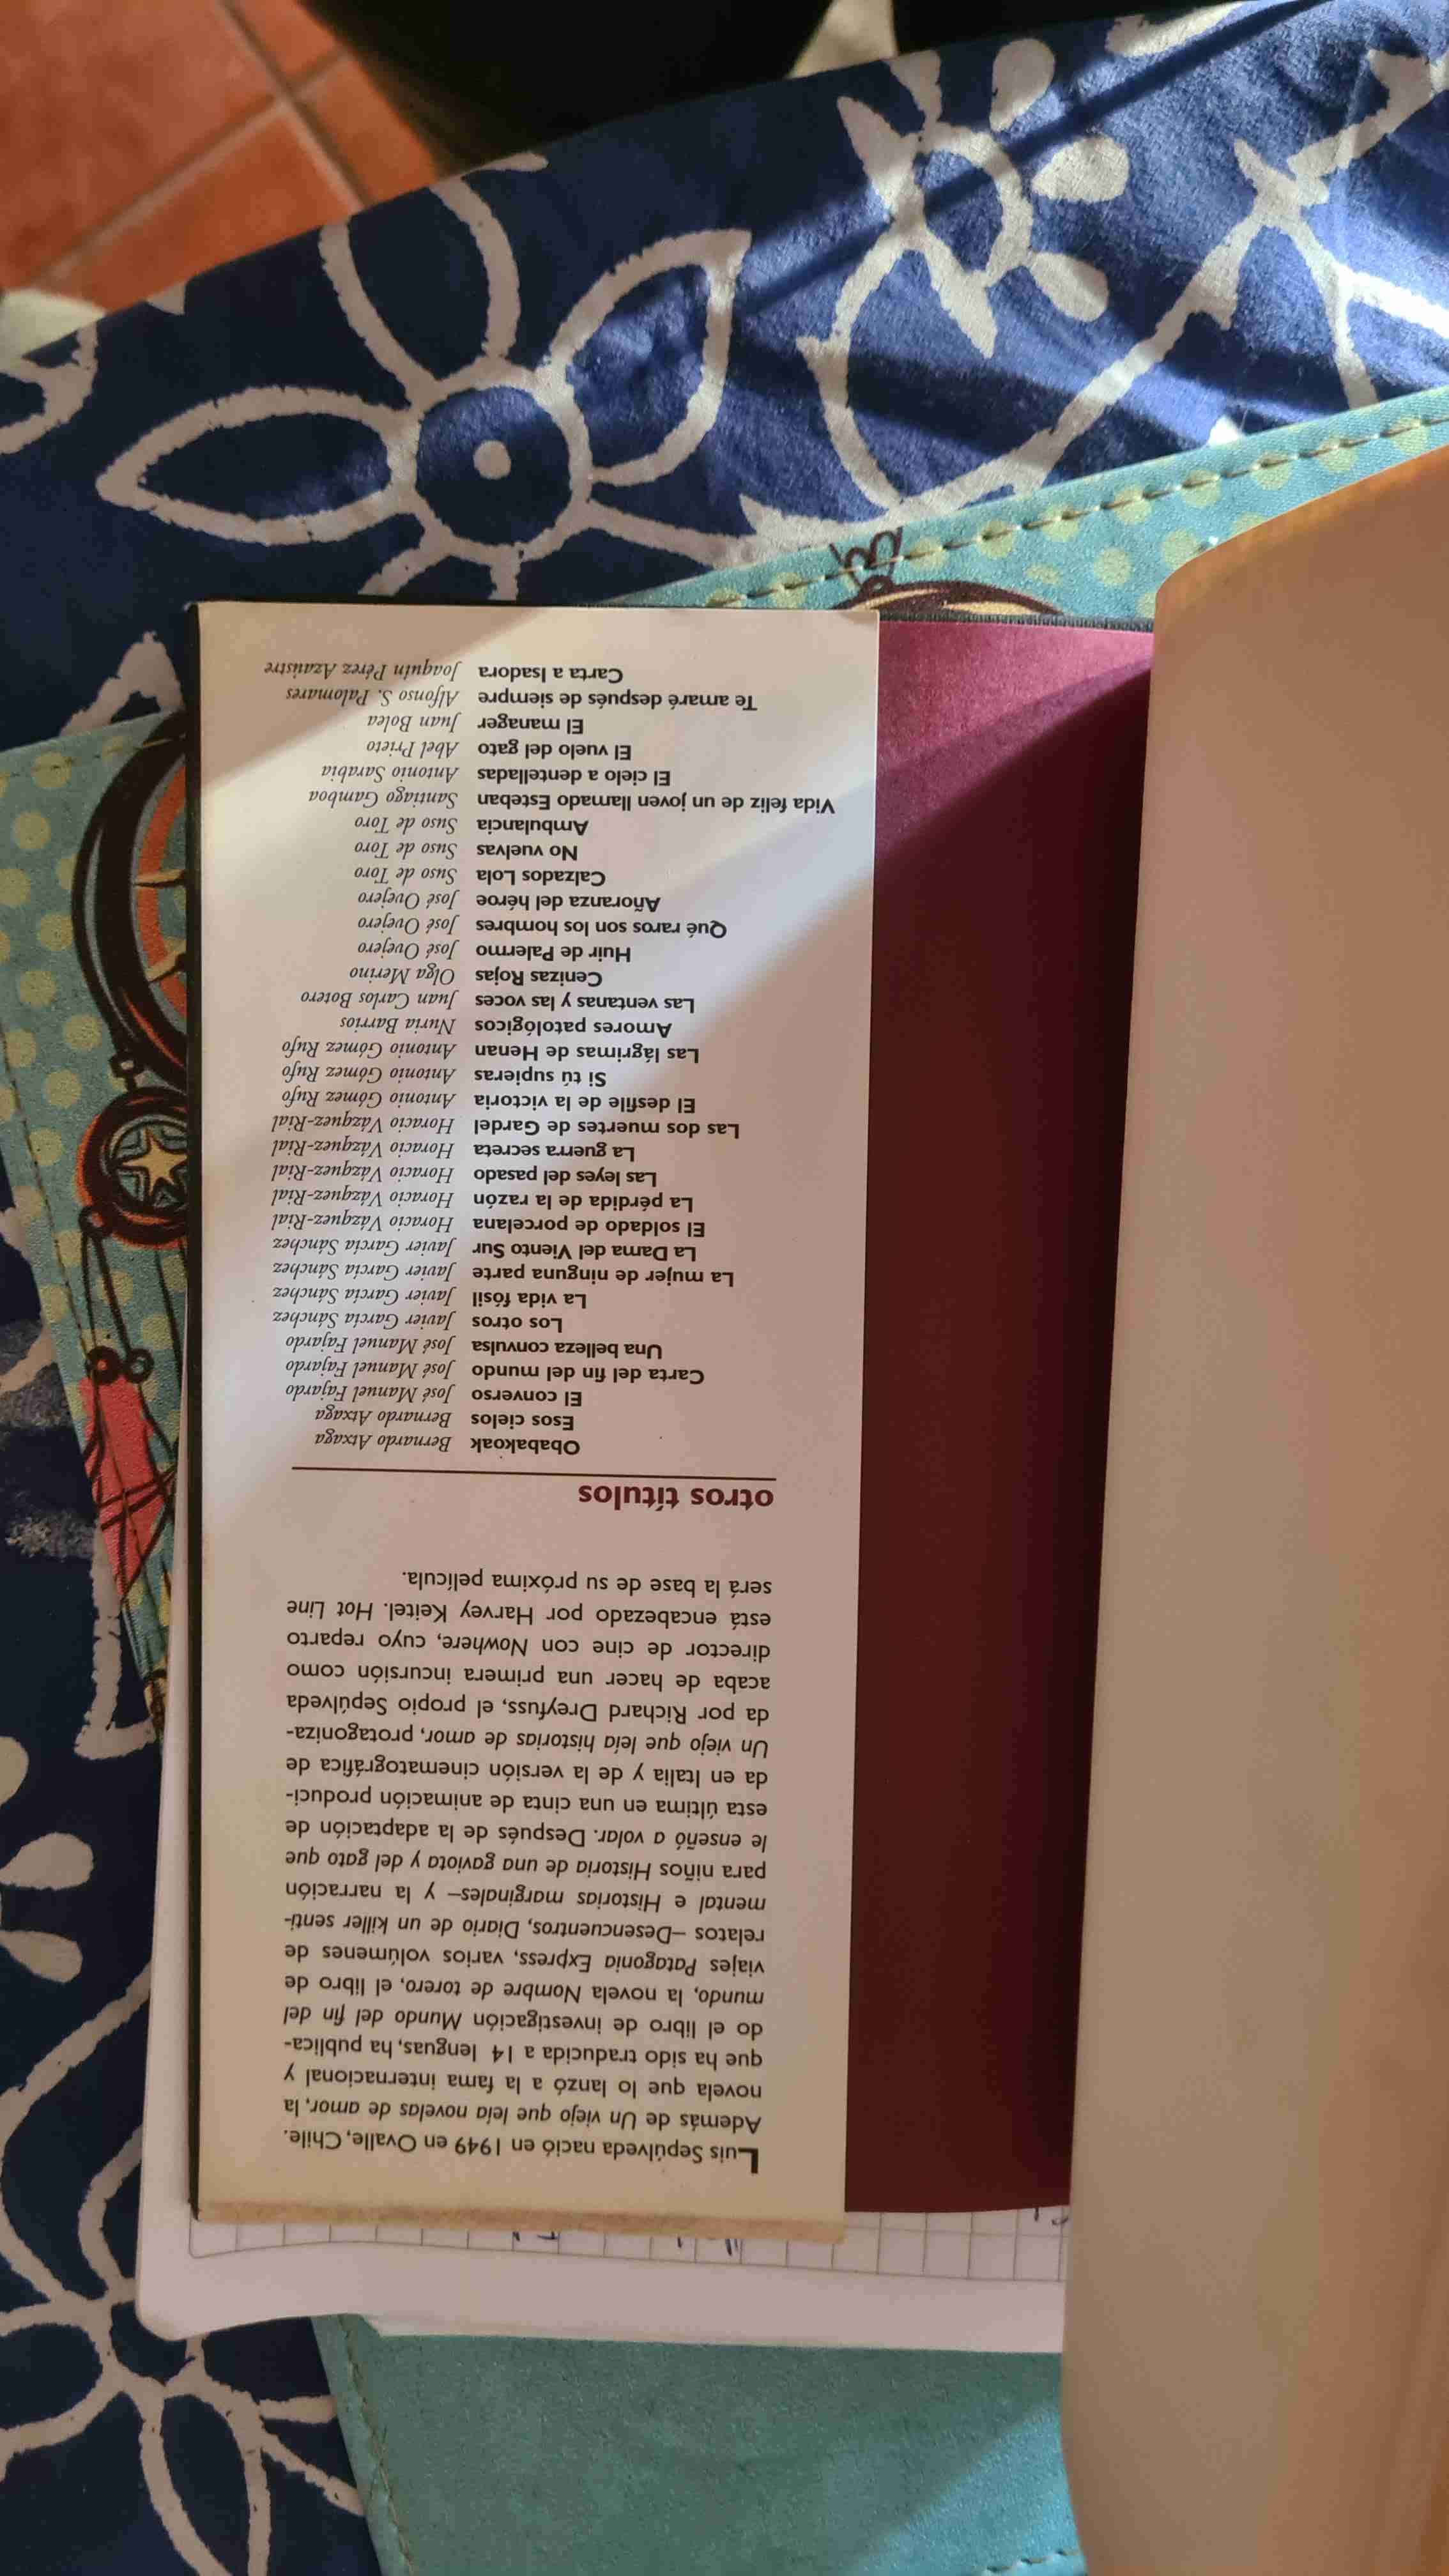 Luis Sepúlveda nació en 1949 en Ovalle, Chile.
Además de Un viejo que leía novelas de amor, la
novela que lo lanzó a la fama internacional y
que ha sido traducida a 14 lenguas, ha publica-
do el libro de investigación Mundo del fin del
mundo, la novela Nombre de torero, el libro de
viajes Patagonia Express, varios volúmenes de
relatos –Desencuentros, Diario de un killer senti-
mental e Historias marginales– y la narración
para niños Historia de una gaviota y del gato que
le enseñó a volar. Después de la adaptación de
esta última en una cinta de animación produci-
da en Italia y de la versión cinematográfica de
Un viejo que leía historias de amor, protagoniza-
da por Richard Dreyfuss, el propio Sepúlveda
acaba de hacer una primera incursión como
director de cine con Nowhere, cuyo reparto
está encabezado por Harvey Keitel. Hot Line
será la base de su próxima película.
otros títulos
Obabakoak Bernardo Atxaga
Esos cielos Bernardo Atxaga
El converso José Manuel Fajardo
Carta del fin del mundo José Manuel Fajardo
Una belleza convulsa José Manuel Fajardo
Los otros Javier García Sánchez
La vida fósil Javier García Sánchez
La mujer de ninguna parte Javier García Sánchez
La Dama del Viento Sur Javier García Sánchez
El soldado de porcelana Horacio Vázquez-Rial
La pérdida de la razón Horacio Vázquez-Rial
Las leyes del pasado Horacio Vázquez-Rial
La guerra secreta Horacio Vázquez-Rial
Las dos muertes de Gardel Horacio Vázquez-Rial
El desfile de la victoria Antonio Gómez Rufo
Si tú supieras Antonio Gómez Rufo
Las lágrimas de Henan Antonio Gómez Rufo
Amores patológicos Nuria Barrios
Las ventanas y las voces Juan Carlos Botero
Cenizas Rojas Olga Merino
Huir de Palermo José Ovejero
Qué raros son los hombres José Ovejero
Añoranza del héroe José Ovejero
Calzados Lola Suso de Toro
No vuelvas Suso de Toro
Ambulancia Suso de Toro
Vida feliz de un joven llamado Esteban Santiago Gamboa
El cielo a dentelladas Antonio Sarabia
El vuelo del gato Abel Prieto
El manager Juan Bolea
Te amaré después de siempre Alfonso S. Palomares
Carta a Isadora Joaquín Pérez Azaústre